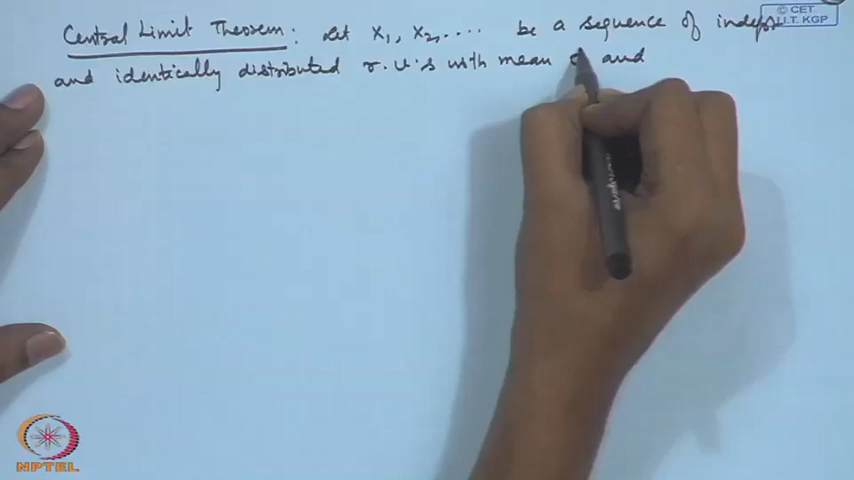 Central Limit Theorem : Let X₁, X₂, .... be a sequence of indep
© CET
I.I.T. KGP
and identically distributed r.v.'s with mean and
NPTEL